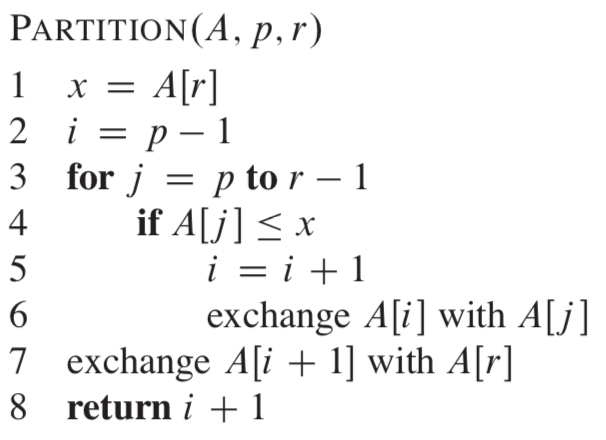 PARTITION(A, p, r)
1 x = A[r]
2 i = p − 1
3 for j = p to r − 1
4 if A[j] ≤ x
5 i = i + 1
6 exchange A[i] with A[j]
7 exchange A[i + 1] with A[r]
8 return i + 1